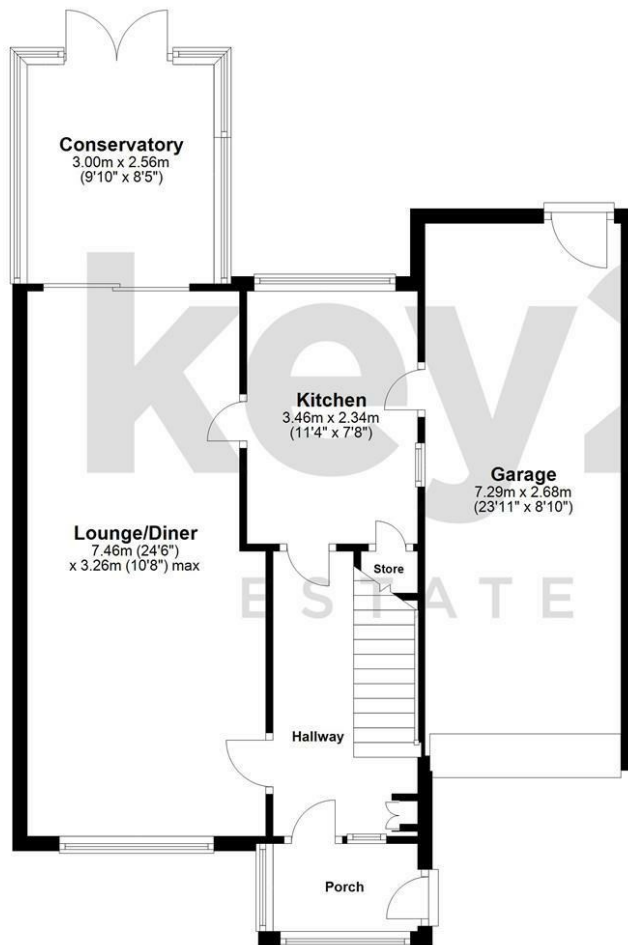 Conservatory
3.00m x 2.56m
(9'10" x 8'5")
Kitchen
3.46m x 2.34m
(11'4" x 7'8")
Garage
7.29m x 2.68m
(23'11" x 8'10")
Lounge/Diner
7.46m (24'6")
x 3.26m (10'8") max
Store
Hallway
Porch
key2
ESTATE